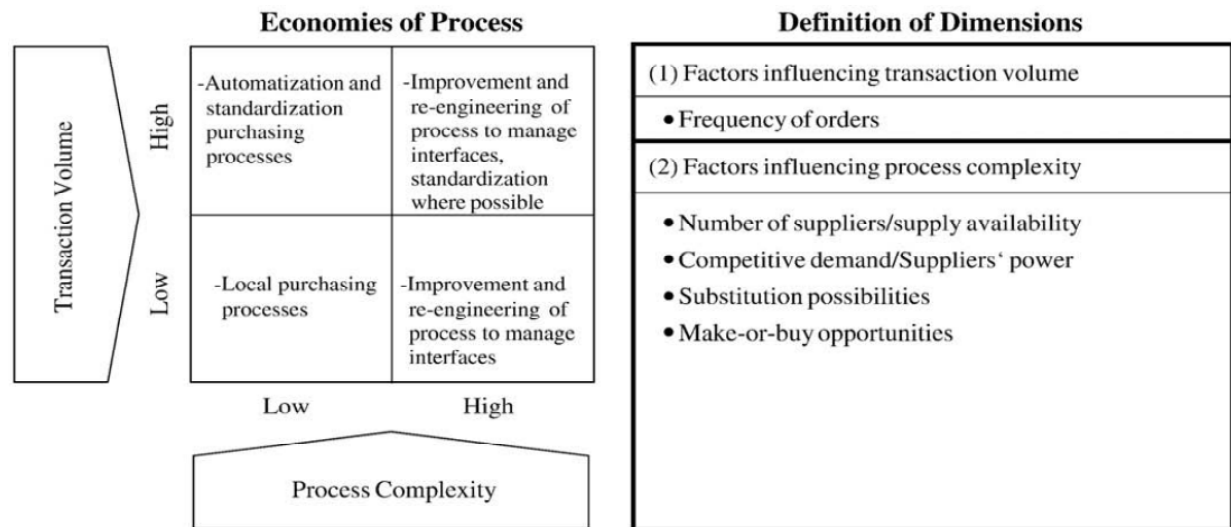 Economies of Process
Transaction Volume
High
Low
-Automatization and
standardization
purchasing
processes
-Improvement and
re-engineering of
process to manage
interfaces,
standardization
where possible
-Local purchasing
processes
-Improvement and
re-engineering of
process to manage
interfaces
Low
High
Process Complexity
Definition of Dimensions
(1) Factors influencing transaction volume
• Frequency of orders
(2) Factors influencing process complexity
• Number of suppliers/supply availability
• Competitive demand/Suppliers‘ power
• Substitution possibilities
• Make-or-buy opportunities